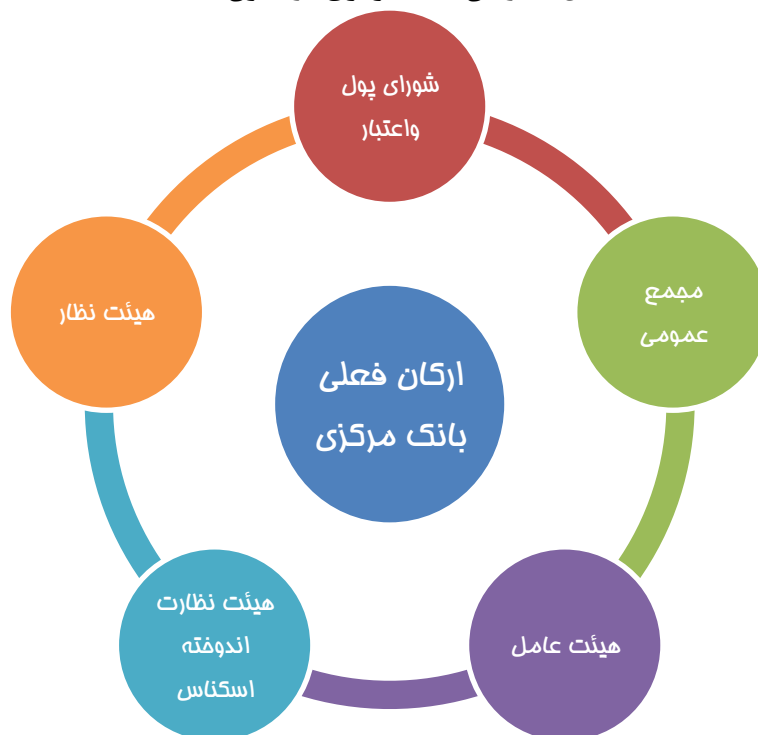 شورای پول
واعتبار
مجمع
عمومی
هیئت نظار
ارکان فعلی
بانک مرکزی
هیئت عامل
هیئت نظارت
اندوخته
اسکناس